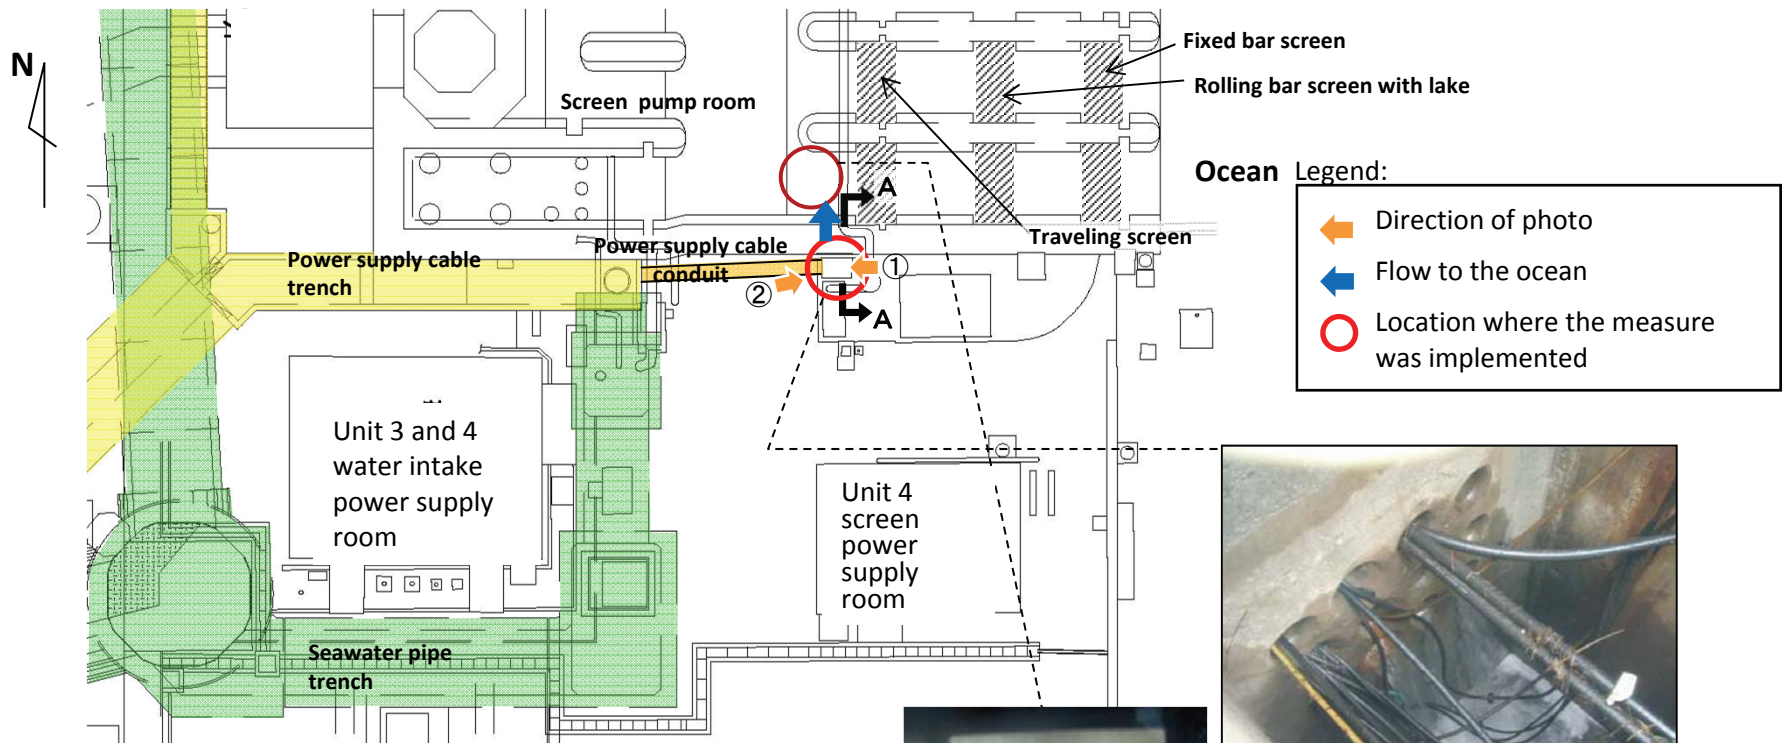 N
Fixed bar screen
Rolling bar screen with lake
Screen pump room
Ocean Legend:
A
Direction of photo
Traveling screen
Power supply cable
trench
Power supply cable
conduit
①
②
Flow to the ocean
A
Location where the measure
was implemented
Unit 3 and 4
water intake
power supply
room
Unit 4
screen
power
supply
room
Seawater pipe
trench